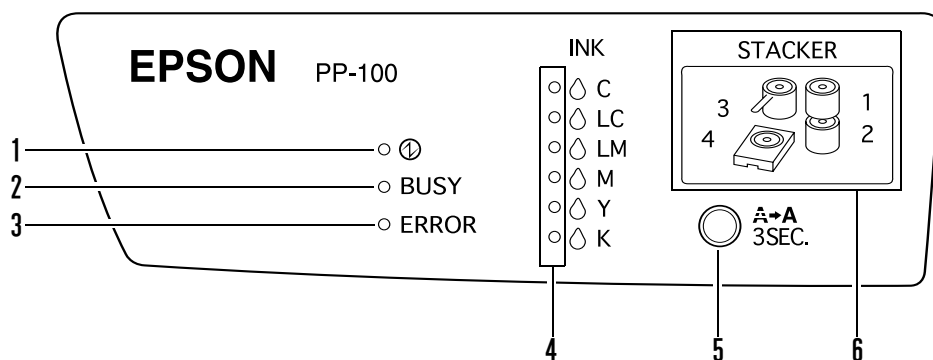 EPSON PP-100
INK
C
LC
LM
M
Y
K
STACKER
3
1
4
2
1
2 BUSY
3 ERROR
A→A
3SEC.
4
5
6